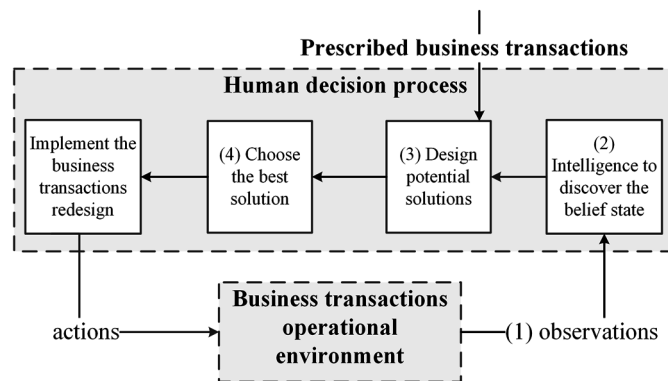 Prescribed business transactions
Human decision process
Implement the
business
transactions
redesign
(4) Choose
the best
solution
(3) Design
potential
solutions
(2)
Intelligence to
discover the
belief state
actions
Business transactions
operational
environment
(1) observations